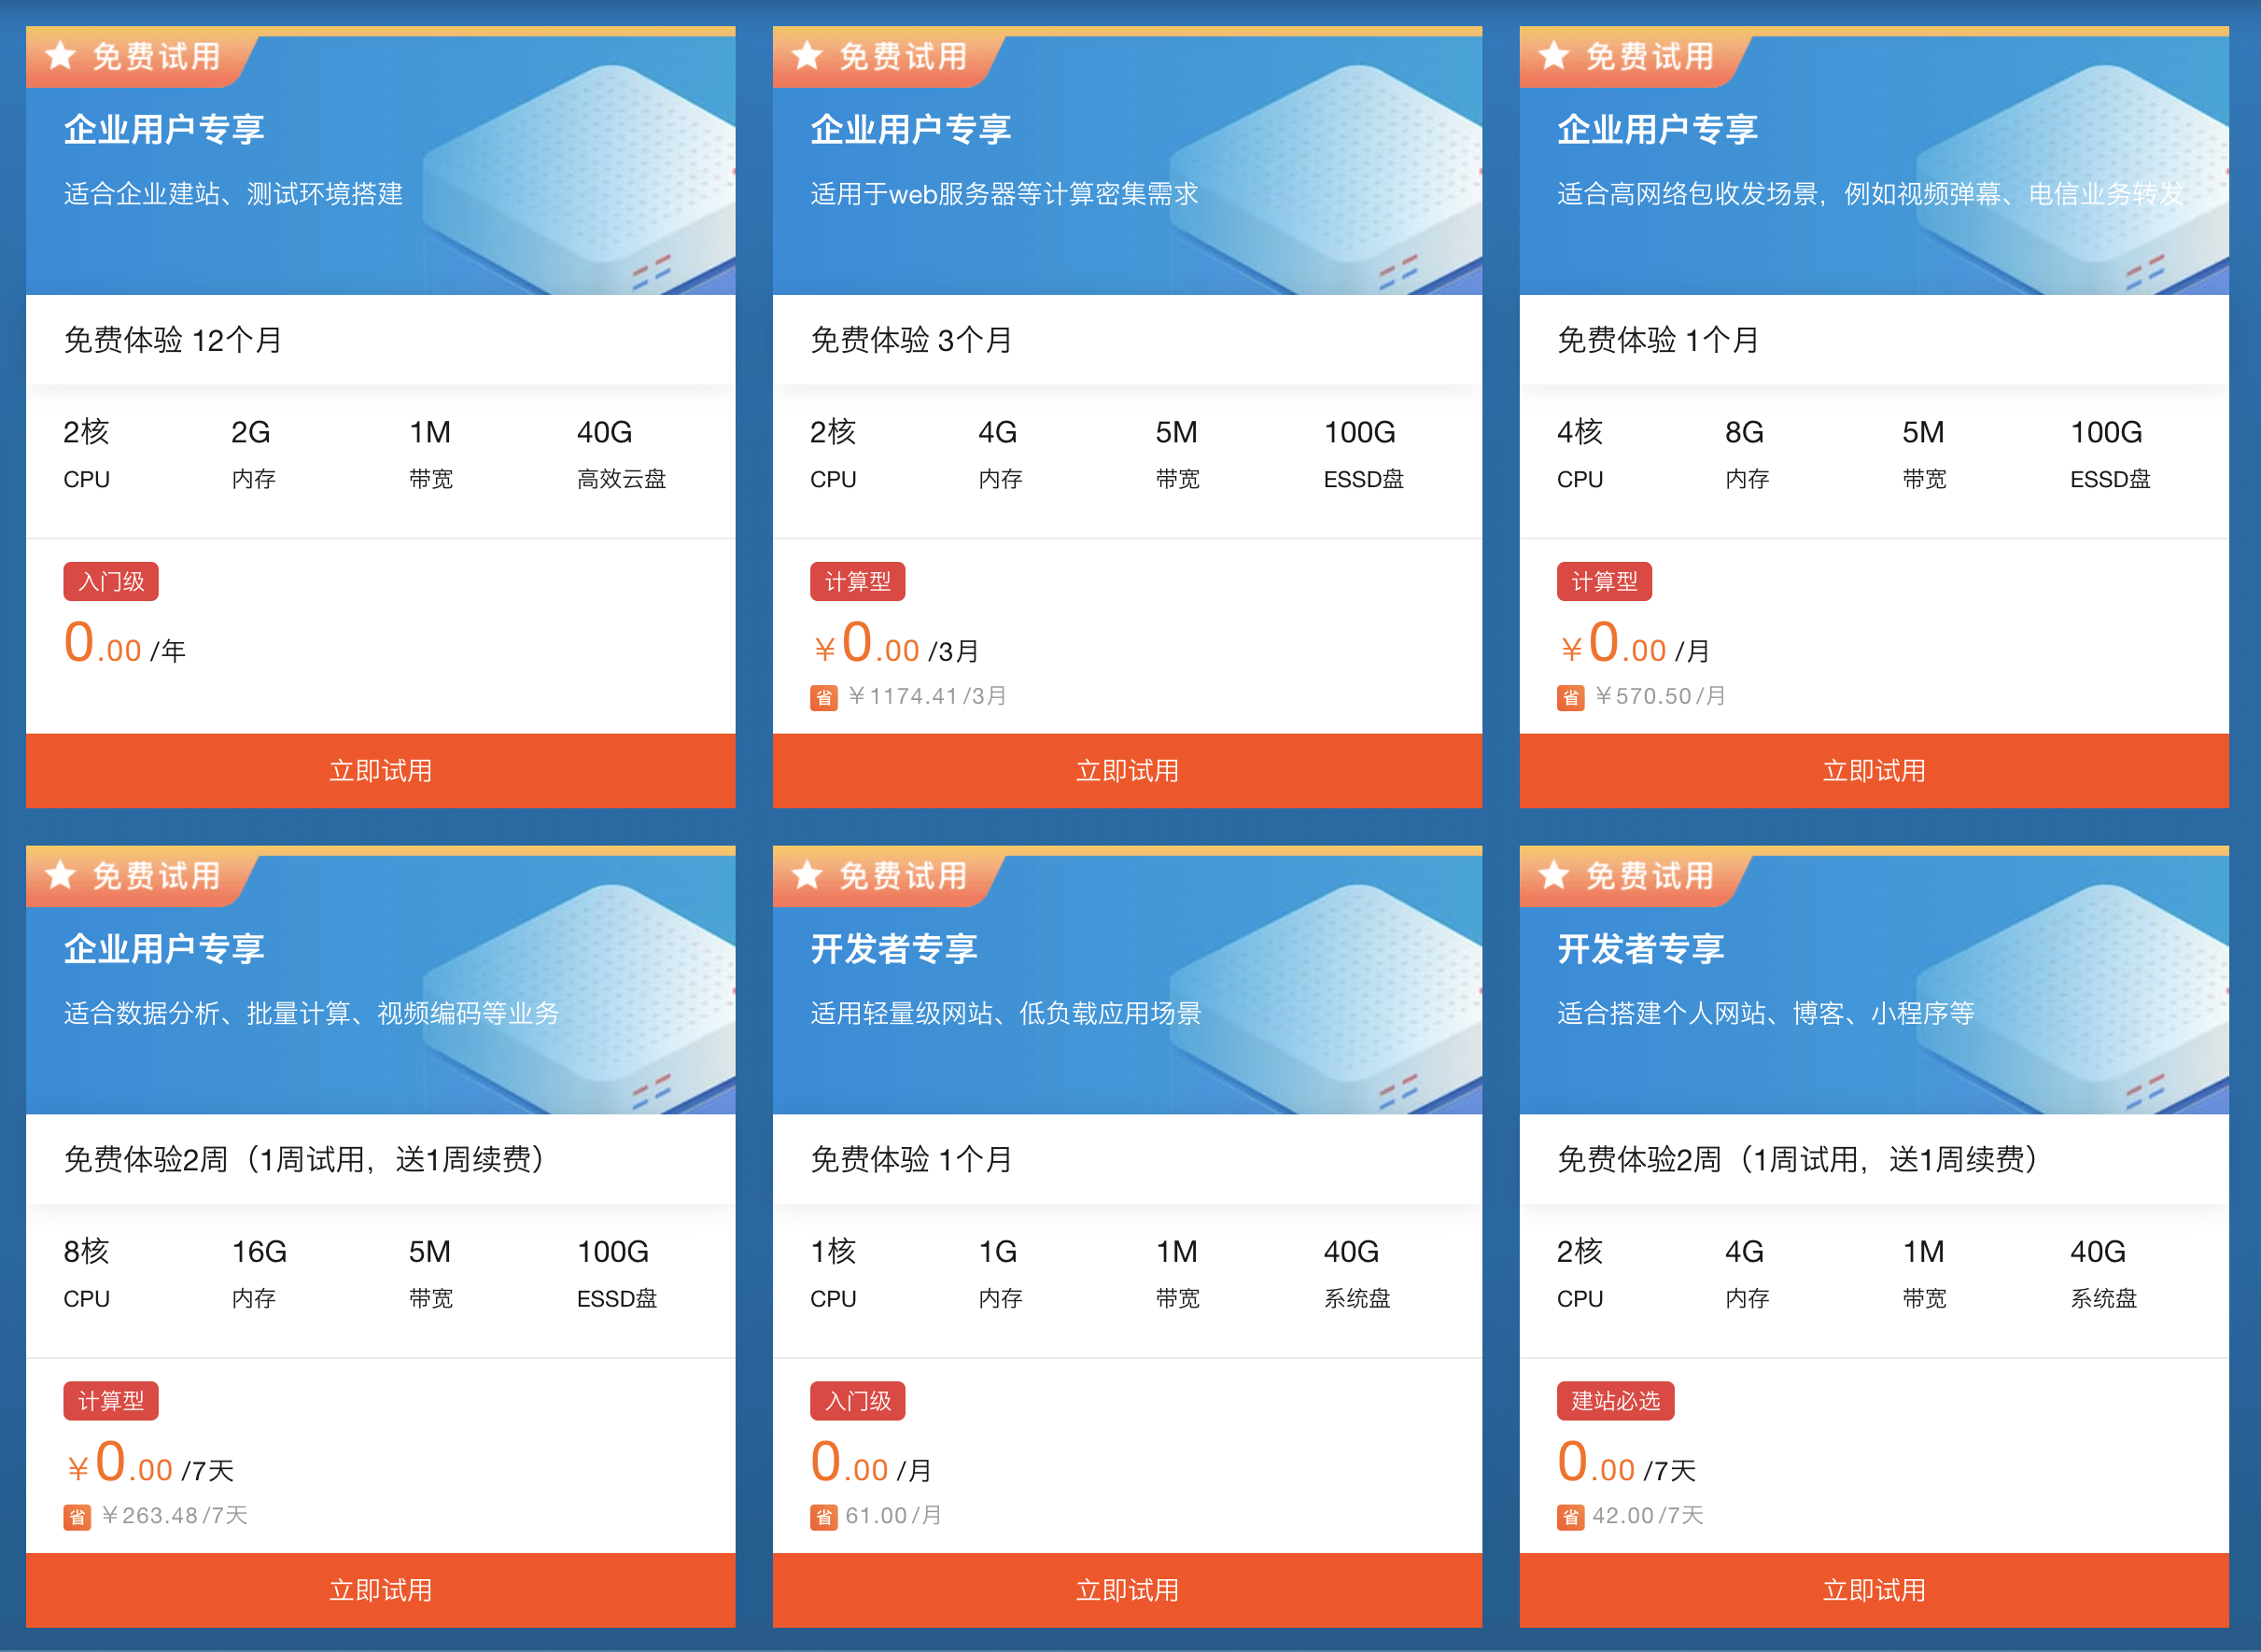 免费试用
企业用户专享
适合企业建站、测试环境搭建
免费体验 12个月
2核 2G 1M 40G
CPU 内存 带宽 高效云盘
入门级
0.00 /年
立即试用
免费试用
企业用户专享
适用于web服务器等计算密集需求
免费体验 3个月
2核 4G 5M 100G
CPU 内存 带宽 ESSD盘
计算型
¥0.00 /3月
省 ¥1174.41/3月
立即试用
免费试用
企业用户专享
适合高网络包收发场景，例如视频弹幕、电信业务转发
免费体验 1个月
4核 8G 5M 100G
CPU 内存 带宽 ESSD盘
计算型
¥0.00 /月
省 ¥570.50/月
立即试用
免费试用
企业用户专享
适合数据分析、批量计算、视频编码等业务
免费体验2周（1周试用，送1周续费）
8核 16G 5M 100G
CPU 内存 带宽 ESSD盘
计算型
¥0.00 /7天
省 ¥263.48/7天
立即试用
免费试用
开发者专享
适用轻量级网站、低负载应用场景
免费体验 1个月
1核 1G 1M 40G
CPU 内存 带宽 系统盘
入门级
0.00 /月
省 61.00/月
立即试用
免费试用
开发者专享
适合搭建个人网站、博客、小程序等
免费体验2周（1周试用，送1周续费）
2核 4G 1M 40G
CPU 内存 带宽 系统盘
建站必选
0.00 /7天
省 42.00/7天
立即试用